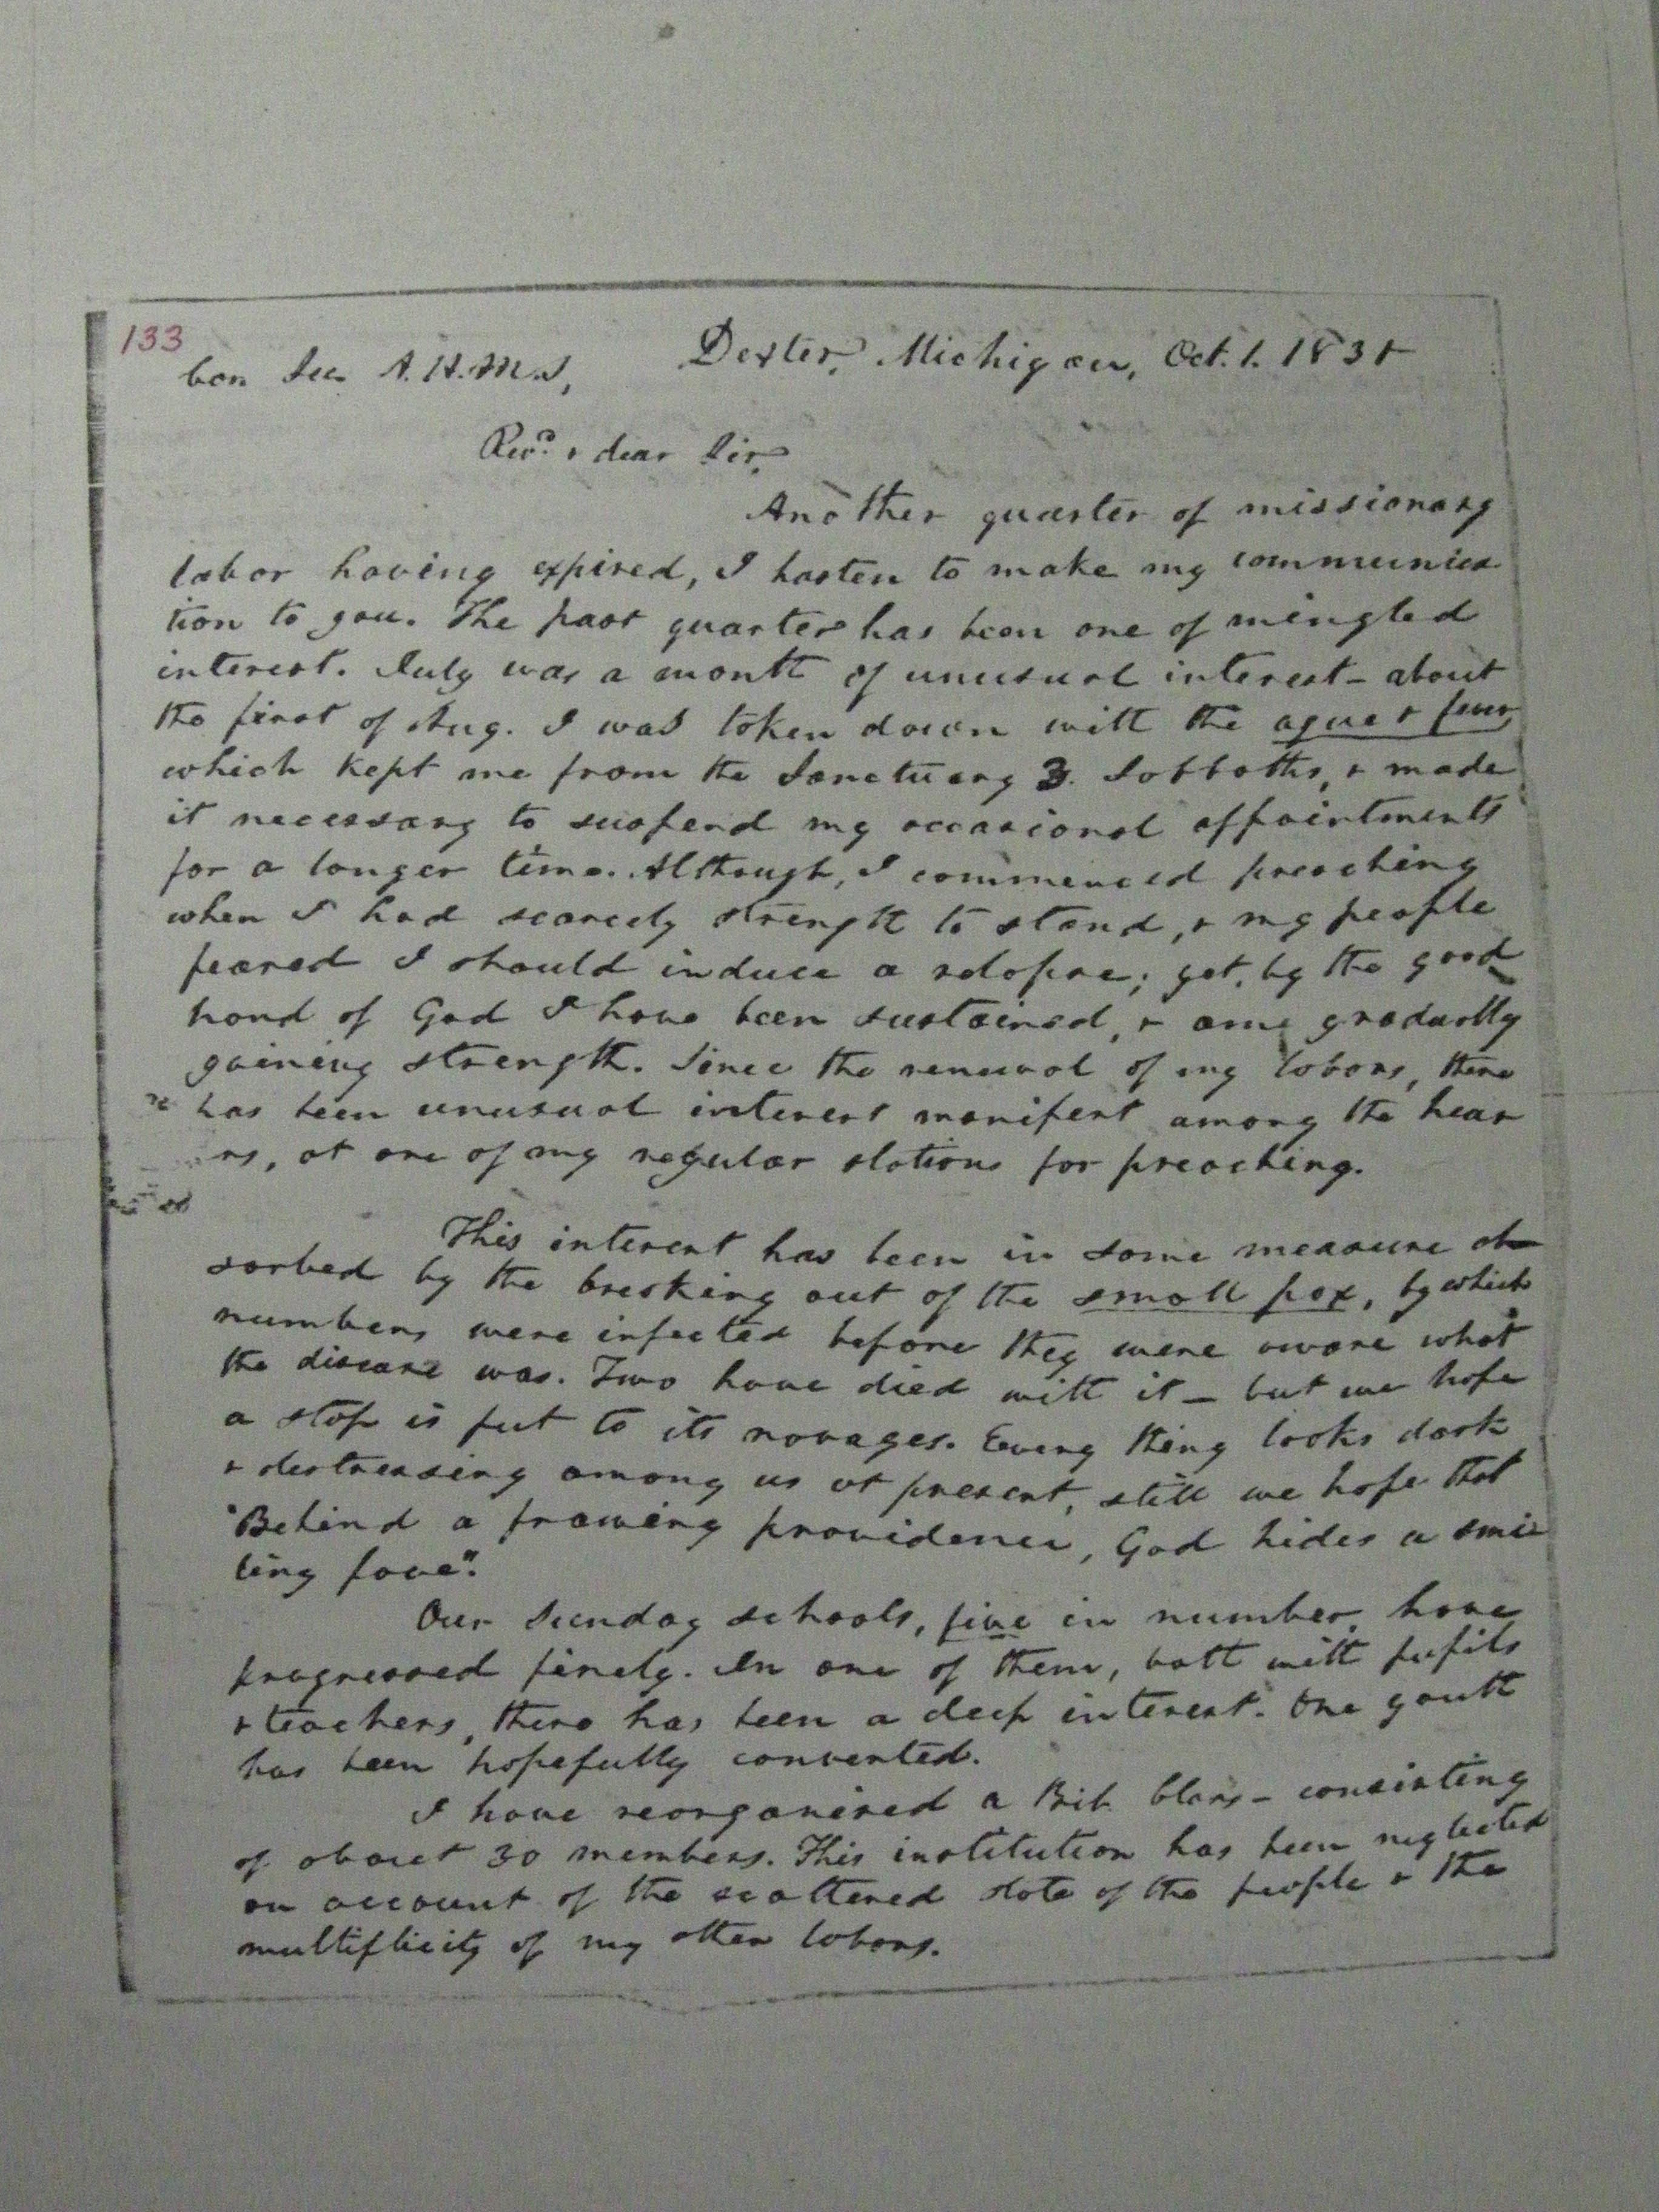 133
Dexter, Michigan, Oct. 1. 183
Cor. Sec. A.H.M.S,
Revd. & dear Sir,
Another quarter of missionary
labor having expired, I hasten to make my communica
tion to you. The past quarter has been one of mingled
interest. July was a month of unusual interest - about
the first of Aug. I was taken down with the ague & fever
which kept me from the Sanctuary 3. Sabbaths, & made
it necessary to suspend my occasional appointments
for a longer time. Although, I commenced preaching
when I had scarcely strength to stand, & my people
feared I should induce a relapse; yet, by the good
hand of God I have been sustained, & am gradually
gaining strength. Since the renewal of my labors, there
has been unusual interest manifest among the hear
rs, at one of my regular stations for preaching.
This interest has been in some measure ab
sorbed by the breaking out of the small pox, by which
numbers were infected before they were aware what
the disease was. Two have died with it - but we hope
a stop is put to its ravages. Every thing looks dark
& distressing among us at present, still we hope that
"Behind a frowning providence, God hides a smi
ling face".
Our Sunday schools, five in number, have
progressed finely. In one of them, both with pupils
& teachers, there has been a deep interest. One youth
has been hopefully converted.
I have reorganised a Bib. Class - consisting
of about 30 members. This institution has been neglected
on account of the scattered state of the people & the
multiplicity of my other labors.